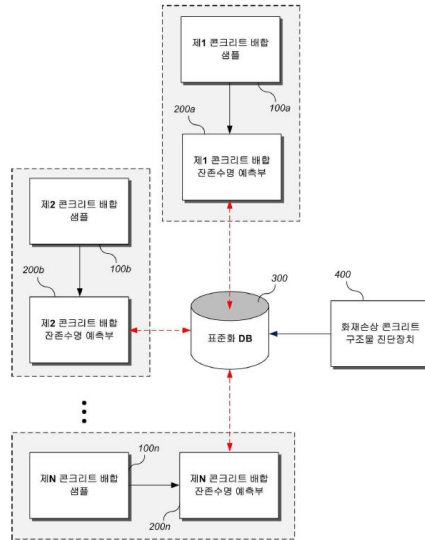 제1 콘크리트 배합
샘플
100a
200a
제1 콘크리트 배합
잔존수명 예측부
제2 콘크리트 배합
샘플
100b
200b
제2 콘크리트 배합
잔존수명 예측부
300
표준화 DB
400
화재손상 콘크리트
구조물 진단장치
제N 콘크리트 배합
샘플
100n
제N 콘크리트 배합
잔존수명 예측부
200n